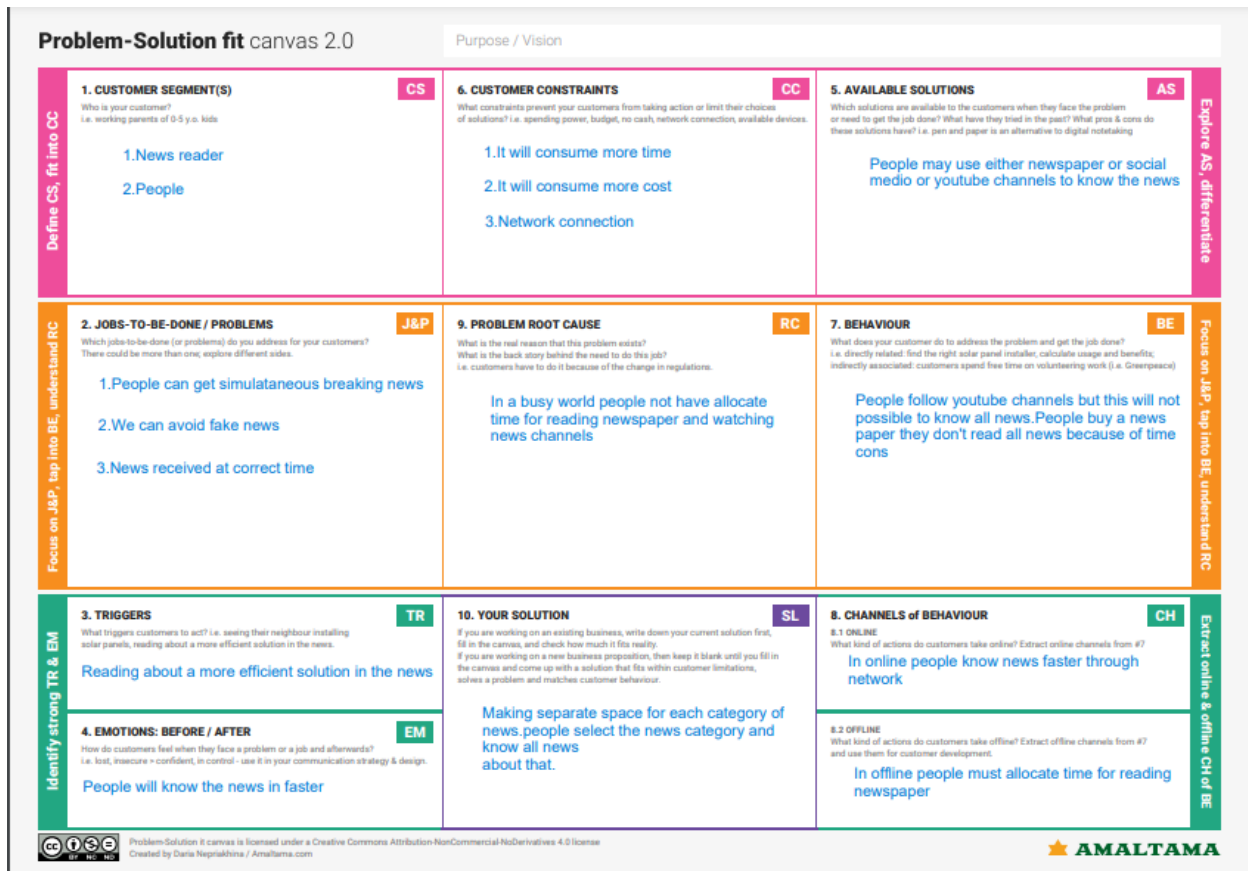 Problem-Solution fit canvas 2.0
Purpose / Vision
Define CS, fit into CC
1. CUSTOMER SEGMENT(S)
CS
Who is your customer?
i.e. working parents of 0-5 y.o. kids
1.News reader
2.People
6. CUSTOMER CONSTRAINTS
CC
What constraints prevent your customers from taking action or limit their choices
of solutions? i.e. spending power, budget, no cash, network connection, available devices.
1.It will consume more time
2.It will consume more cost
3.Network connection
5. AVAILABLE SOLUTIONS
AS
Which solutions are available to the customers when they face the problem
or need to get the job done? What have they tried in the past? What pros & cons do
these solutions have? i.e. pen and paper is an alternative to digital notetaking
People may use either newspaper or social
medio or youtube channels to know the news
Explore AS, differentiate
Focus on J&P, tap into BE, understand RC
2. JOBS-TO-BE-DONE / PROBLEMS
J&P
Which jobs-to-be-done (or problems) do you address for your customers?
There could be more than one; explore different sides.
1.People can get simulataneous breaking news
2.We can avoid fake news
3.News received at correct time
9. PROBLEM ROOT CAUSE
RC
What is the real reason that this problem exists?
What is the back story behind the need to do this job?
i.e. customers have to do it because of the change in regulations.
In a busy world people not have allocate
time for reading newspaper and watching
news channels
7. BEHAVIOUR
BE
What does your customer do to address the problem and get the job done?
i.e. directly related: find the right solar panel installer, calculate usage and benefits;
indirectly associated: customers spend free time on volunteering work (i.e. Greenpeace)
People follow youtube channels but this will not
possible to know all news.People buy a news
paper they don't read all news because of time
cons
Focus on J&P, tap into BE, understand RC
Identify strong TR & EM
3. TRIGGERS
TR
What triggers customers to act? i.e. seeing their neighbour installing
solar panels, reading about a more efficient solution in the news.
Reading about a more efficient solution in the news
4. EMOTIONS: BEFORE / AFTER
EM
How do customers feel when they face a problem or a job and afterwards?
i.e. lost, insecure > confident, in control - use it in your communication strategy & design.
People will know the news in faster
10. YOUR SOLUTION
SL
If you are working on an existing business, write down your current solution first,
fill in the canvas, and check how much it fits reality.
If you are working on a new business proposition, then keep it blank until you fill in
the canvas and come up with a solution that fits within customer limitations,
solves a problem and matches customer behaviour.
Making separate space for each category of
news.people select the news category and
know all news
about that.
8. CHANNELS of BEHAVIOUR
CH
8.1 ONLINE
What kind of actions do customers take online? Extract online channels from #7
In online people know news faster through
network
8.2 OFFLINE
What kind of actions do customers take offline? Extract offline channels from #7
and use them for customer development.
In offline people must allocate time for reading
newspaper
Extract online & offline CH of BE
cc BY NC ND
Problem-Solution it canvas is licensed under a Creative Commons Attribution-NonCommercial-NoDerivatives 4.0 license
Created by Daria Nepriakhina / Amaltama.com
AMALTAMA